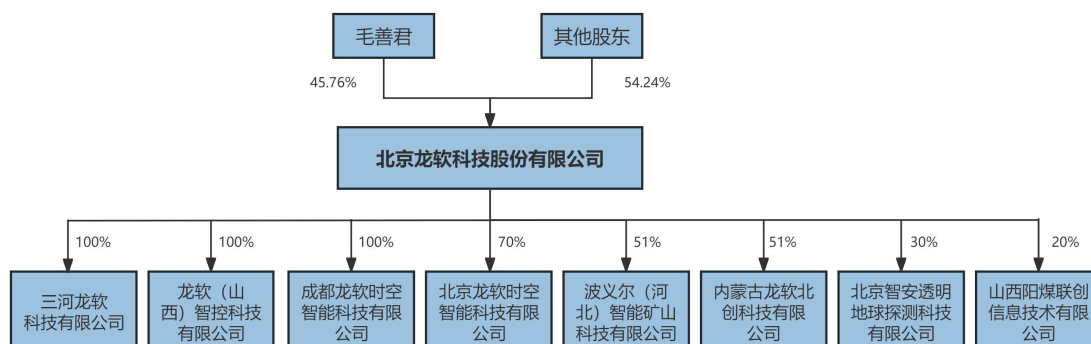 毛善君
其他股东
45.76%
54.24%
北京龙软科技股份有限公司
100%
100%
100%
70%
51%
51%
30%
20%
三河龙软
科技有限公司
龙软（山
西）智控科技
有限公司
成都龙软时空
智能科技有限
公司
北京龙软时空
智能科技有限
公司
波义尔（河
北）智能矿山
科技有限公司
内蒙古龙软北
创科技有限公
司
北京智安透明
地球探测科技
有限公司
山西阳煤联创
信息技术有限
公司